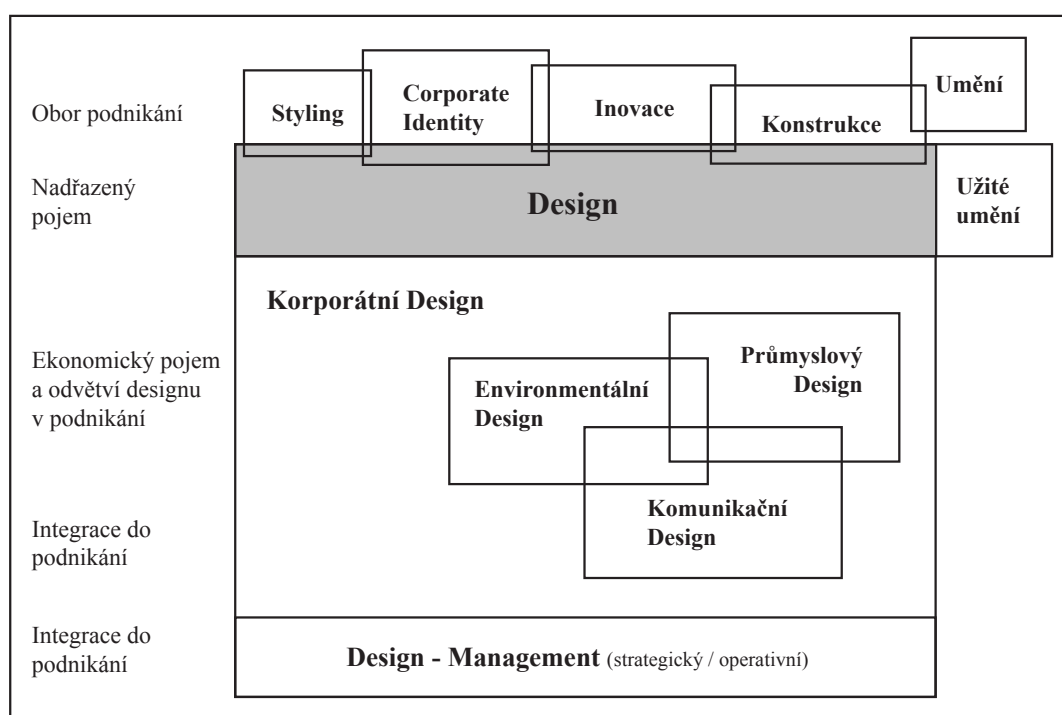 Obor podnikání
Styling
Corporate
Identity
Inovace
Konstrukce
Umění
Nadřazený
pojem
Design
Užité
umění
Korporátní Design
Ekonomický pojem
a odvětví designu
v podnikání
Environmentální
Design
Průmyslový
Design
Komunikační
Design
Integrace do
podnikání
Integrace do
podnikání
Design - Management (strategický / operativní)